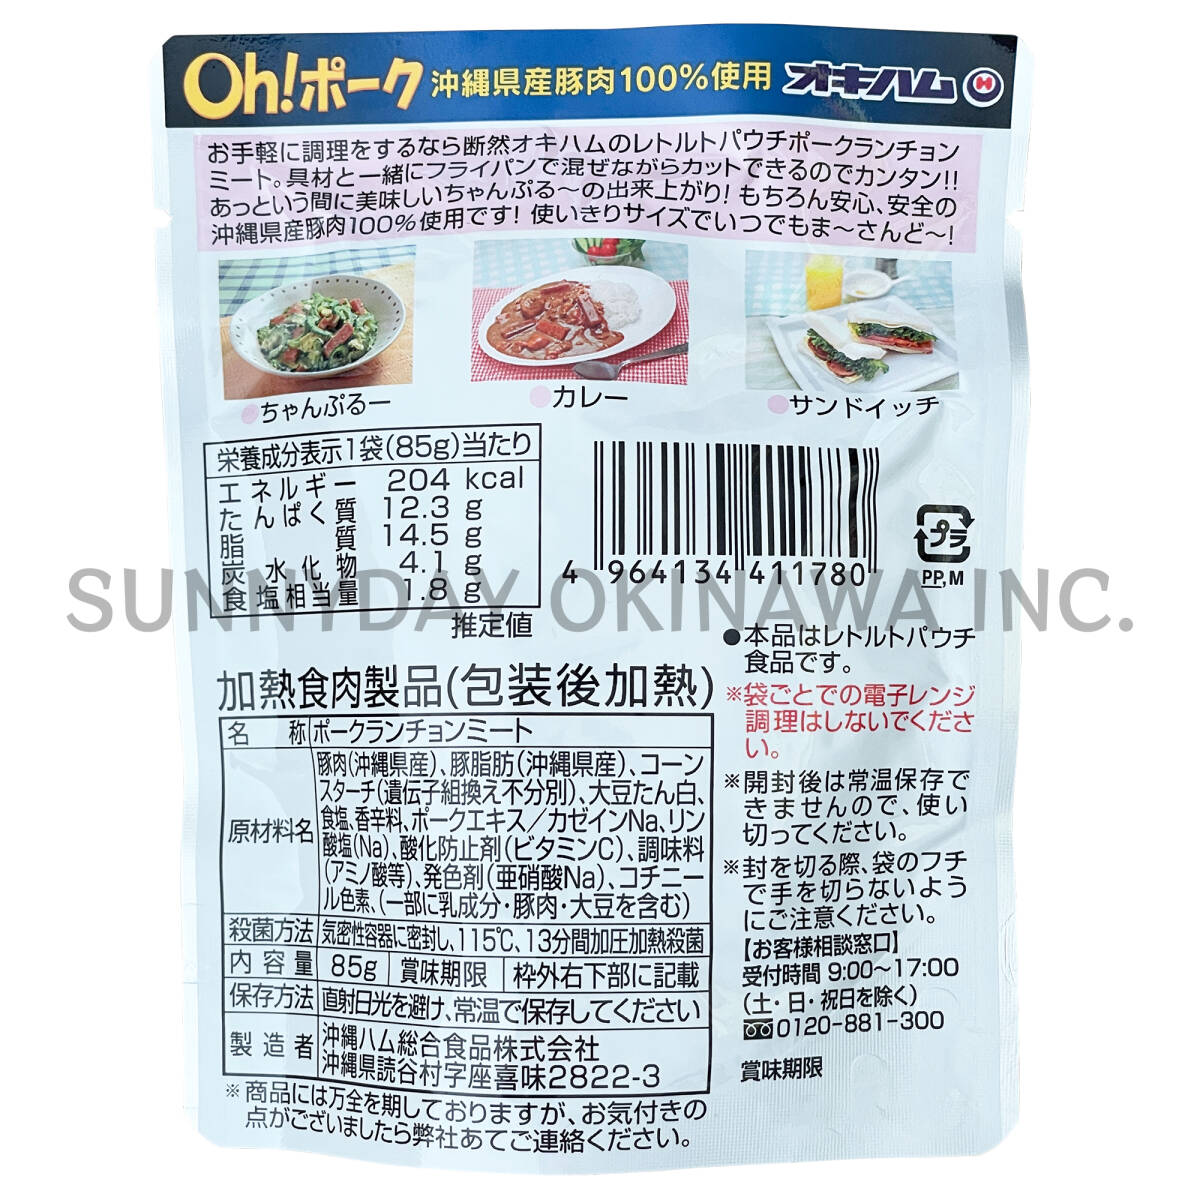 Oh!ポーク 沖縄県産豚肉100%使用 オキハム
お手軽に調理をするなら断然オキハムのレトルトパウチポークランチョン
ミート。具材と一緒にフライパンで混ぜながらカットできるのでカンタン!!
あっという間に美味しいちゃんぷる〜の出来上がり! もちろん安心、安全の
沖縄県産豚肉100%使用です! 使いきりサイズでいつでもま〜さんど〜!
ちゃんぷるー
カレー
サンドイッチ
栄養成分表示1袋(85g)当たり
エネルギー 204 kcal
たんぱく質 12.3 g
脂質 14.5 g
炭水化物 4.1 g
食塩相当量 1.8 g
推定値
4 964134 411780
プラ
PP,M
SUNNYDAY OKINAWA INC.
加熱食肉製品(包装後加熱)
名称 ポークランチョンミート
原材料名 豚肉(沖縄県産)、豚脂肪(沖縄県産)、コーン
スターチ(遺伝子組換え不分別)、大豆たん白、
食塩、香辛料、ポークエキス/カゼインNa、リン
酸塩(Na)、酸化防止剤(ビタミンC)、調味料
(アミノ酸等)、発色剤(亜硝酸Na)、コチニー
ル色素、(一部に乳成分・豚肉・大豆を含む)
殺菌方法 気密性容器に密封し、115℃、13分間加圧加熱殺菌
内容量 85g 賞味期限 枠外右下部に記載
保存方法 直射日光を避け、常温で保存してください
製造者 沖縄ハム総合食品株式会社
沖縄県読谷村字座喜味2822-3
※商品には万全を期しておりますが、お気付きの
点がございましたら弊社あてご連絡ください。
●本品はレトルトパウチ
食品です。
※袋ごとでの電子レンジ
調理はしないでくださ
い。
※開封後は常温保存で
きませんので、使い
切ってください。
※封を切る際、袋のフチ
で手を切らないよう
にご注意ください。
【お客様相談窓口】
受付時間 9:00〜17:00
(土・日・祝日を除く)
0120-881-300
賞味期限